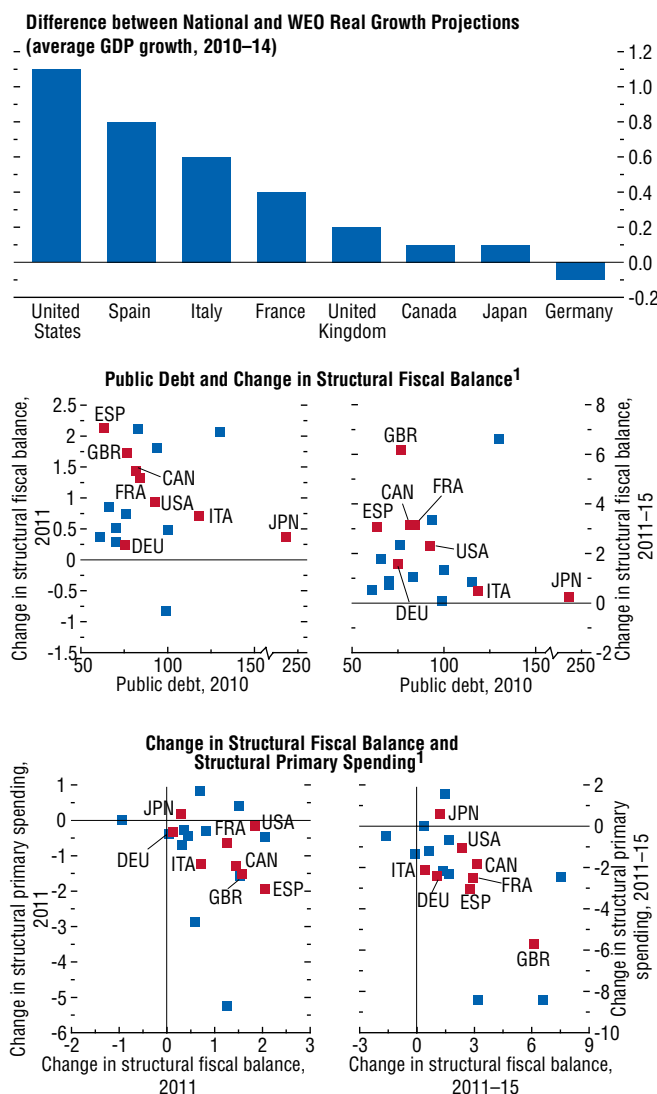 Difference between National and WEO Real Growth Projections
(average GDP growth, 2010–14)
1.2
1.0
0.8
0.6
0.4
0.2
0.0
-0.2
United States
Spain
Italy
France
United Kingdom
Canada
Japan
Germany
Public Debt and Change in Structural Fiscal Balance1
Change in structural fiscal balance,
2011
2.5
2
1.5
1
0.5
0
-0.5
-1
-1.5
ESP
GBR
CAN
FRA
USA
ITA
JPN
DEU
50
100
150
250
Public debt, 2010
GBR
CAN
FRA
ESP
USA
DEU
ITA
JPN
8
6
4
2
0
-2
Change in structural fiscal balance,
2011–15
50
100
150
250
Public debt, 2010
Change in Structural Fiscal Balance and
Structural Primary Spending1
Change in structural primary spending,
2011
1
0
-1
-2
-3
-4
-5
-6
JPN
DEU
FRA
USA
ITA
CAN
GBR
ESP
-2
-1
0
1
2
3
Change in structural fiscal balance,
2011
JPN
USA
ITA
CAN
DEU
FRA
ESP
GBR
2
0
-2
-4
-6
-8
-10
Change in structural primary
spending, 2011–15
-3
0
3
6
9
Change in structural fiscal balance,
2011–15